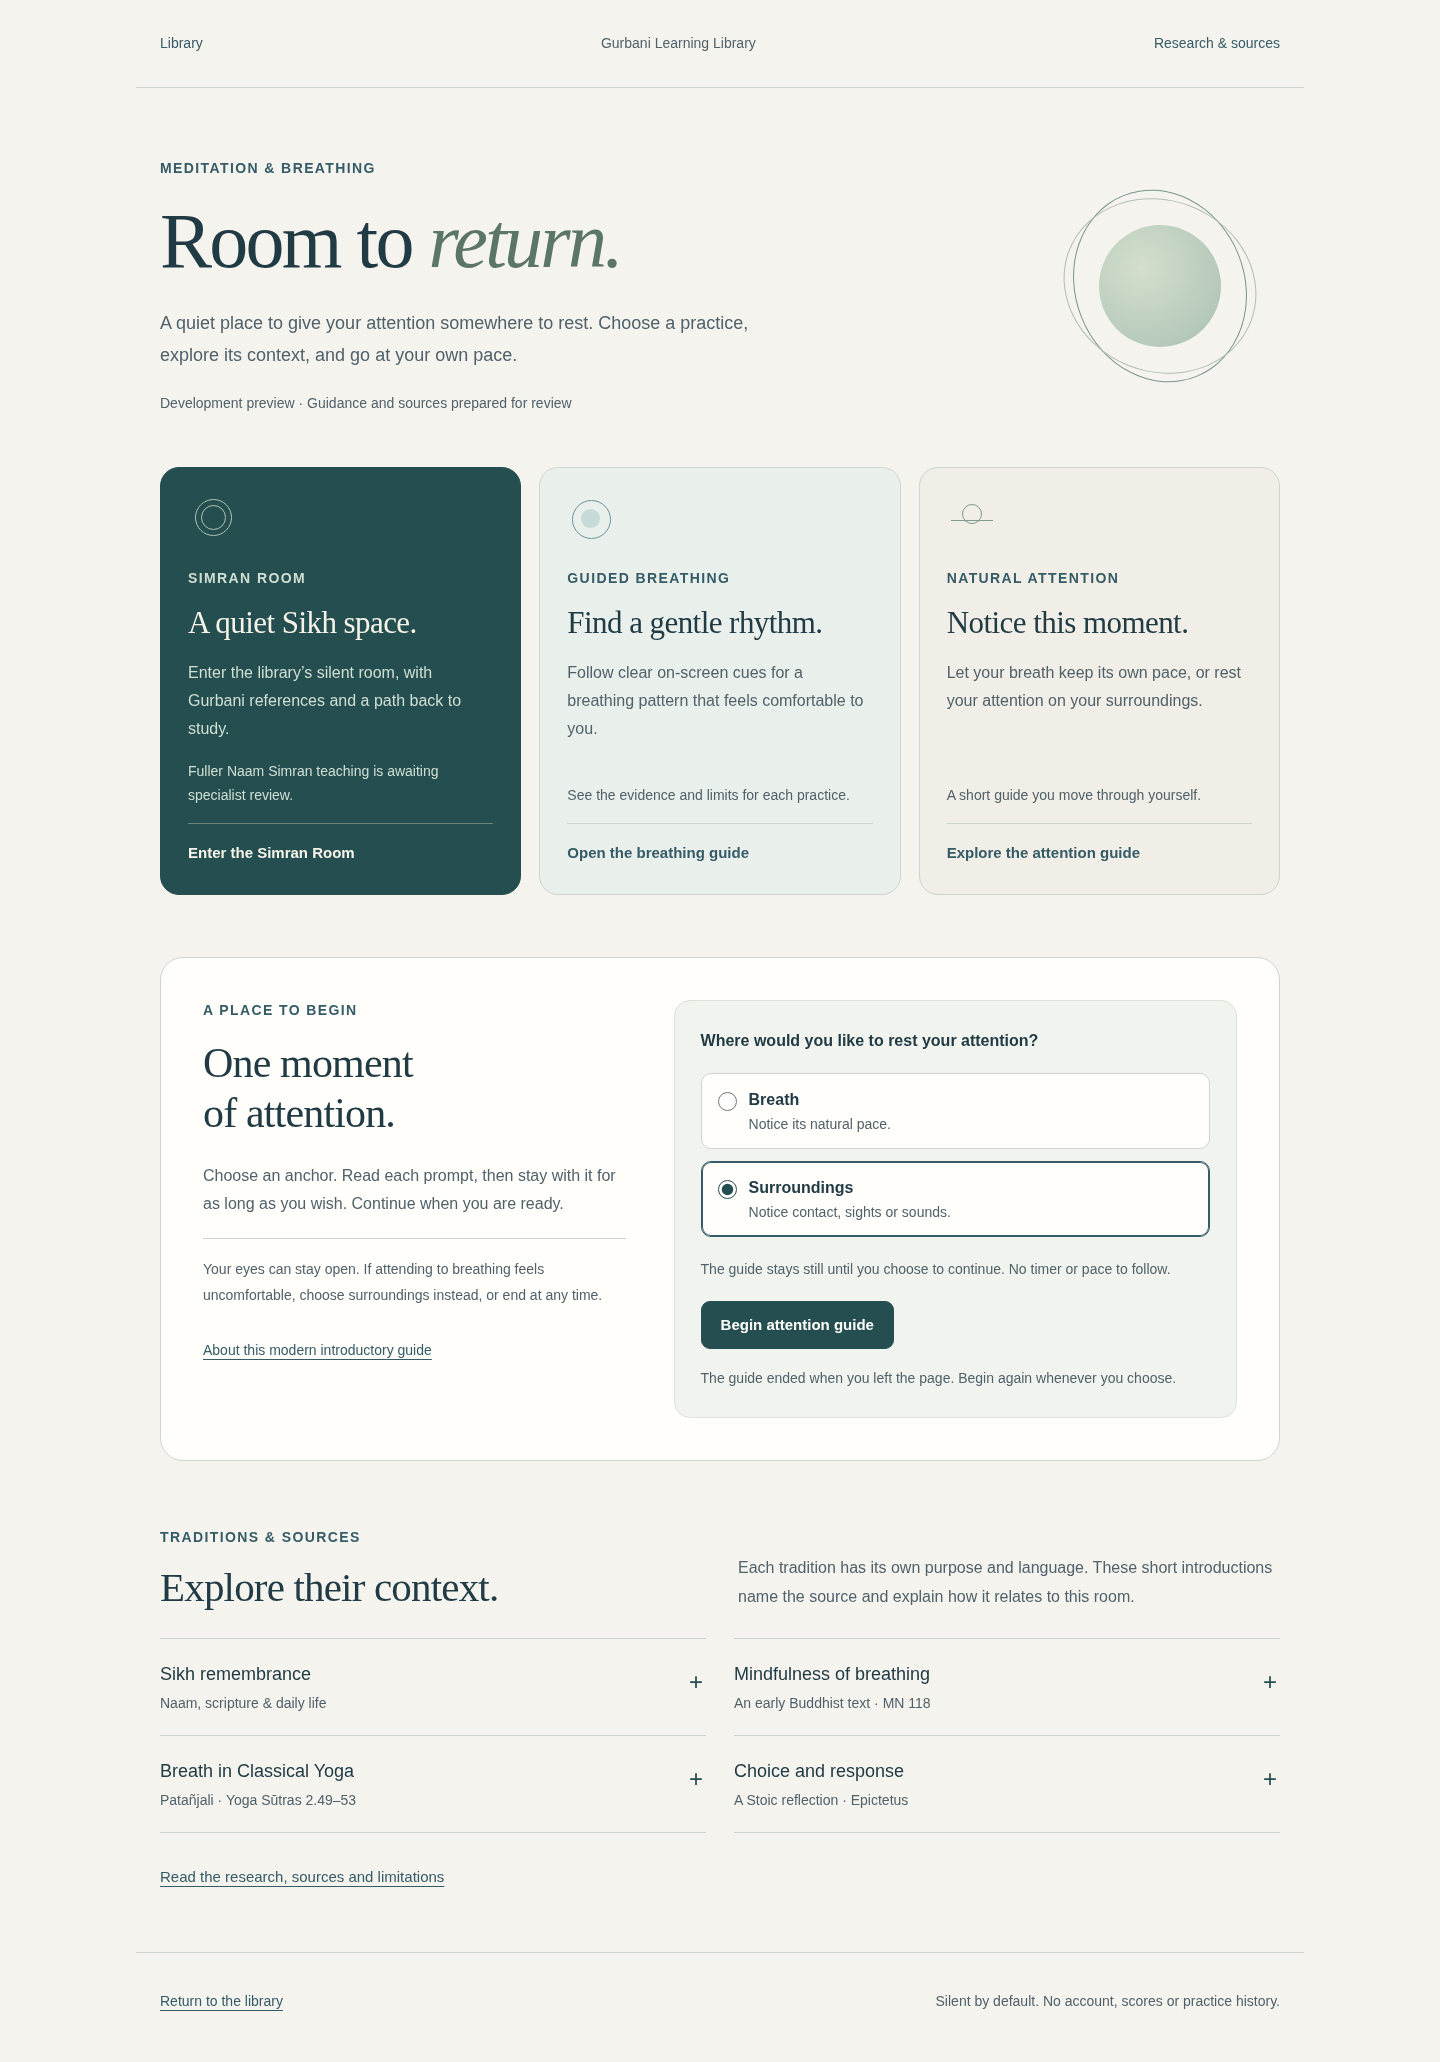 Library
Gurbani Learning Library
Research & sources
MEDITATION & BREATHING
Room to return.
A quiet place to give your attention somewhere to rest. Choose a practice,
explore its context, and go at your own pace.
Development preview · Guidance and sources prepared for review
SIMRAN ROOM
A quiet Sikh space.
Enter the library’s silent room, with
Gurbani references and a path back to
study.
Fuller Naam Simran teaching is awaiting
specialist review.
Enter the Simran Room
GUIDED BREATHING
Find a gentle rhythm.
Follow clear on-screen cues for a
breathing pattern that feels comfortable to
you.
See the evidence and limits for each practice.
Open the breathing guide
NATURAL ATTENTION
Notice this moment.
Let your breath keep its own pace, or rest
your attention on your surroundings.
A short guide you move through yourself.
Explore the attention guide
A PLACE TO BEGIN
One moment
of attention.
Choose an anchor. Read each prompt, then stay with it for
as long as you wish. Continue when you are ready.
Your eyes can stay open. If attending to breathing feels
uncomfortable, choose surroundings instead, or end at any time.
About this modern introductory guide
Where would you like to rest your attention?
Breath
Notice its natural pace.
Surroundings
Notice contact, sights or sounds.
The guide stays still until you choose to continue. No timer or pace to follow.
Begin attention guide
The guide ended when you left the page. Begin again whenever you choose.
TRADITIONS & SOURCES
Explore their context.
Each tradition has its own purpose and language. These short introductions
name the source and explain how it relates to this room.
Sikh remembrance
Naam, scripture & daily life
+
Mindfulness of breathing
An early Buddhist text · MN 118
+
Breath in Classical Yoga
Patañjali · Yoga Sūtras 2.49–53
+
Choice and response
A Stoic reflection · Epictetus
+
Read the research, sources and limitations
Return to the library
Silent by default. No account, scores or practice history.